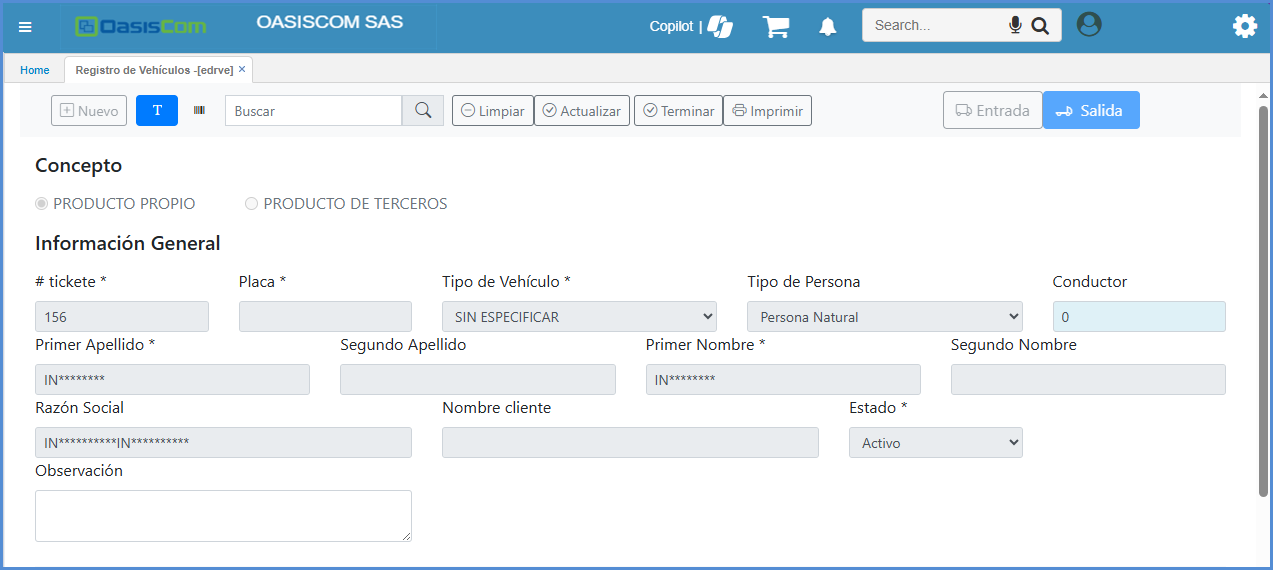 OasisCom OASISCOM SAS Copilot | Search...
Home Registro de Vehículos -[edrve] ×
Nuevo T Buscar Limpiar Actualizar Terminar Imprimir Entrada Salida
Concepto
PRODUCTO PROPIO PRODUCTO DE TERCEROS
Información General
# tickete * Placa * Tipo de Vehículo * Tipo de Persona Conductor
156 SIN ESPECIFICAR Persona Natural 0
Primer Apellido * Segundo Apellido Primer Nombre * Segundo Nombre
IN******** IN********
Razón Social Nombre cliente Estado *
IN**********IN********** Activo
Observación